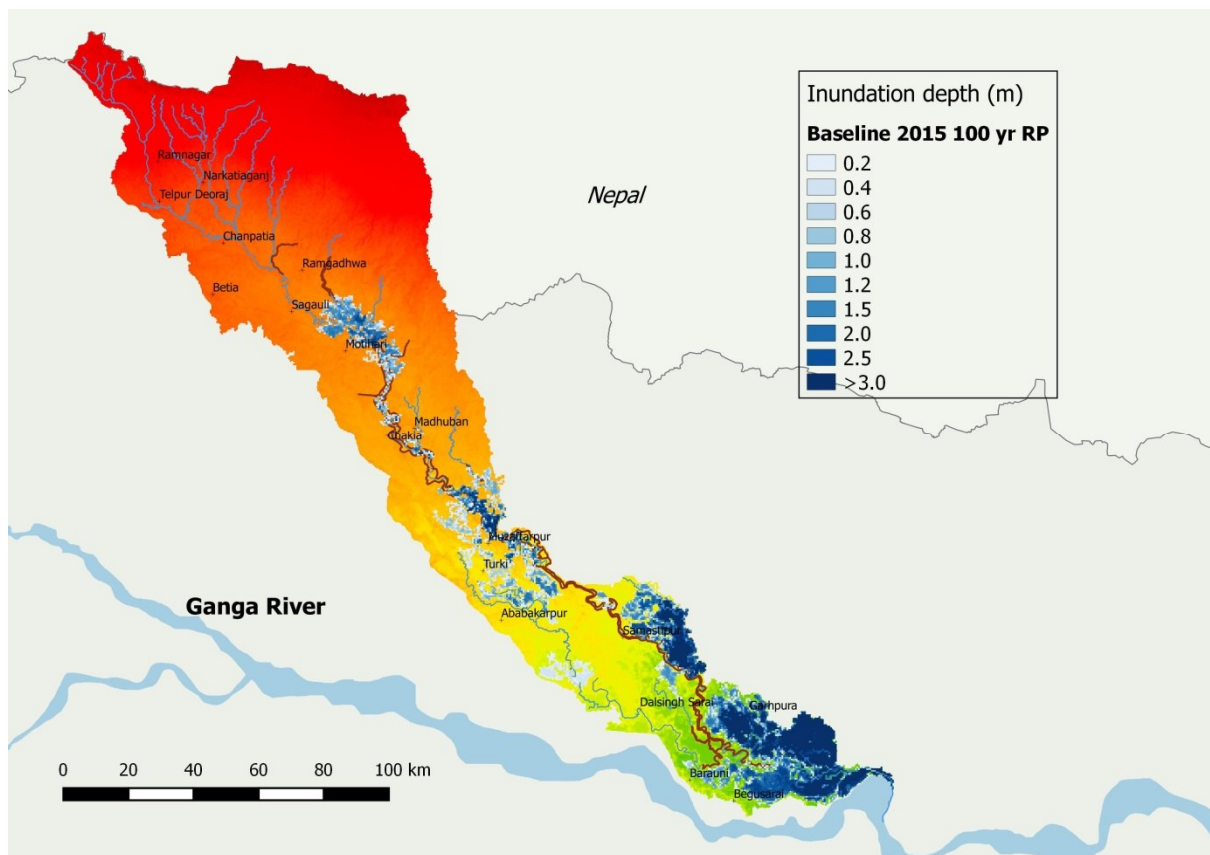 Inundation depth (m)
Baseline 2015 100 yr RP
0.2
0.4
0.6
0.8
1.0
1.2
1.5
2.0
2.5
>3.0
Nepal
Ramnagar
Narkatiaganj
Telpur Deoraj
Chanpatia
Ramgadhwa
Betia
Sagauli
Motihari
Madhuban
Chakia
Muzaffarpur
Turki
Ganga River
Ababakarpur
Samastipur
Dalsingh Sarai
Garhpura
Barauni
Begusarai
0 20 40 60 80 100 km